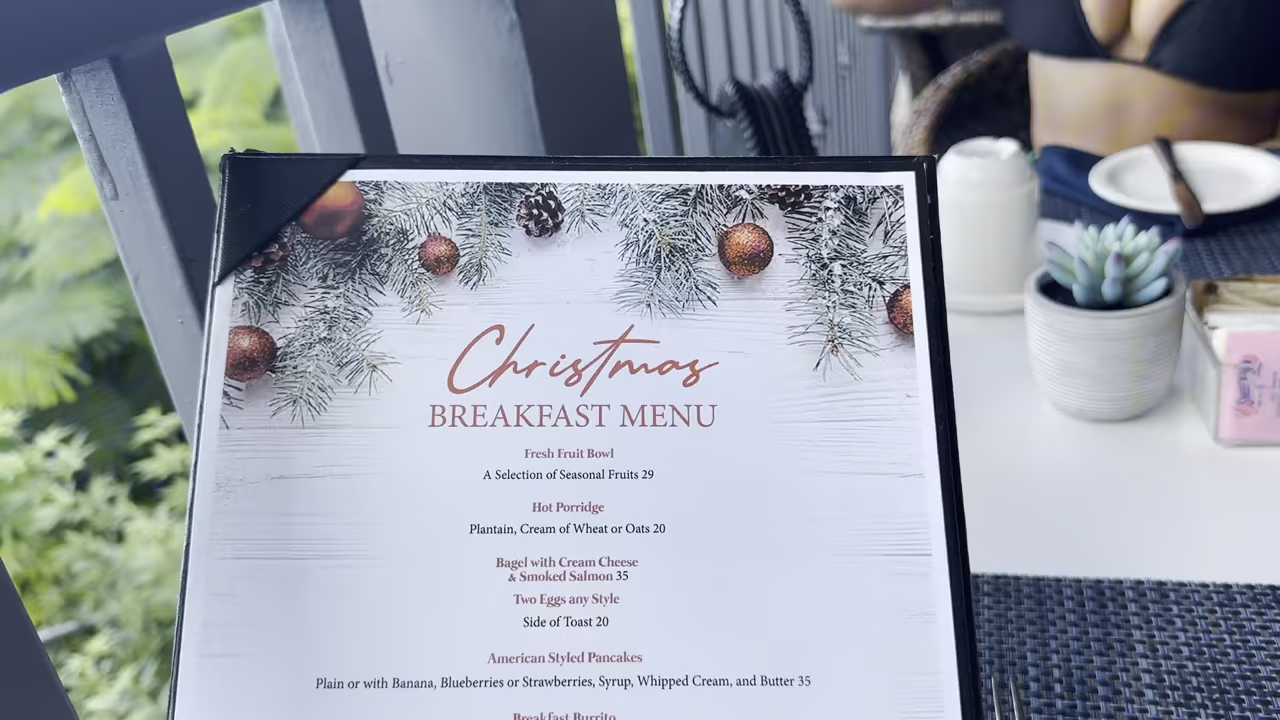 Christmas
BREAKFAST MENU
Fresh Fruit Bowl
A Selection of Seasonal Fruits 29
Hot Porridge
Plantain, Cream of Wheat or Oats 20
Bagel with Cream Cheese
& Smoked Salmon 35
Two Eggs any Style
Side of Toast 20
American Styled Pancakes
Plain or with Banana, Blueberries or Strawberries, Syrup, Whipped Cream, and Butter 35
Breakfast Burrito